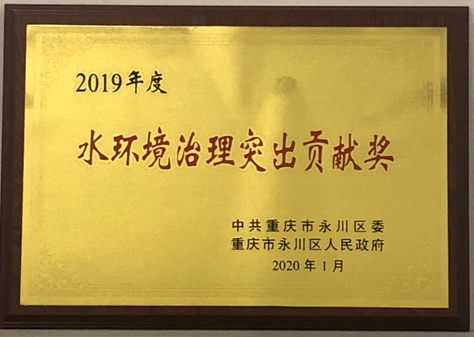 2019年度
水环境治理突出贡献奖
中共重庆市永川区委
重庆市永川区人民政府
2020年1月